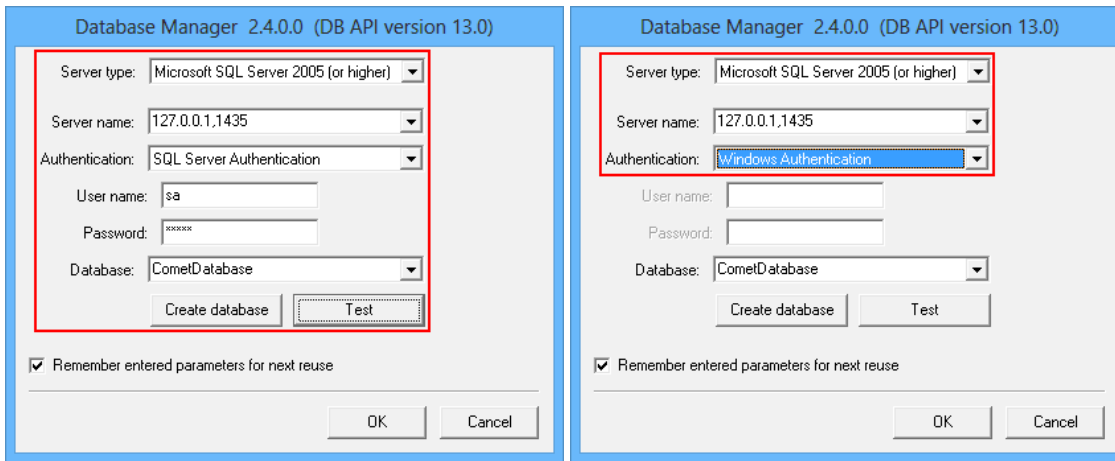 Database Manager 2.4.0.0 (DB API version 13.0)
Server type: Microsoft SQL Server 2005 (or higher)
Server name: 127.0.0.1,1435
Authentication: SQL Server Authentication
User name: sa
Password: *****
Database: CometDatabase
Create database Test
Remember entered parameters for next reuse
OK Cancel
Database Manager 2.4.0.0 (DB API version 13.0)
Server type: Microsoft SQL Server 2005 (or higher)
Server name: 127.0.0.1,1435
Authentication: Windows Authentication
User name:
Password:
Database: CometDatabase
Create database Test
Remember entered parameters for next reuse
OK Cancel